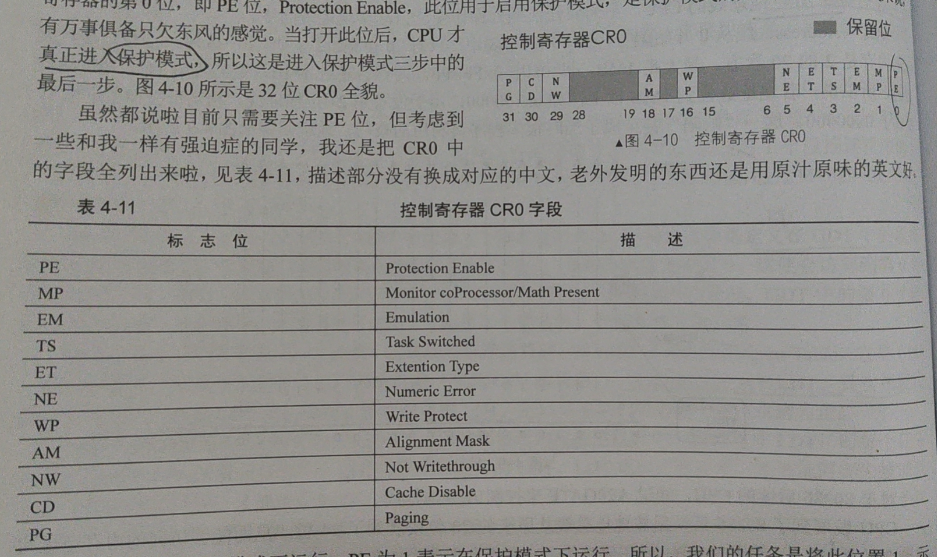 寄存器的第 0 位，即 PE 位，Protection Enable，此位用于启用保护模式，是保护模式
有万事俱备只欠东风的感觉。当打开此位后，CPU 才
真正进入保护模式，所以这是进入保护模式三步中的
最后一步。图 4-10 所示是 32 位 CR0 全貌。
虽然都说啦目前只需要关注 PE 位，但考虑到
一些和我一样有强迫症的同学，我还是把 CR0 中
控制寄存器CR0
保留位
PG CD NW AM WP NE ET TS EM MP PE
31 30 29 28 19 18 17 16 15 6 5 4 3 2 1 0
▲图 4-10 控制寄存器 CR0
的字段全列出来啦，见表 4-11，描述部分没有换成对应的中文，老外发明的东西还是用原汁原味的英文好。
表 4-11 控制寄存器 CR0 字段
标 志 位 描 述
PE Protection Enable
MP Monitor coProcessor/Math Present
EM Emulation
TS Task Switched
ET Extention Type
NE Numeric Error
WP Write Protect
AM Alignment Mask
NW Not Writethrough
CD Cache Disable
PG Paging
运行，PE 为 1 表示在保护模式下运行，所以，我们的任务是将此位置 1